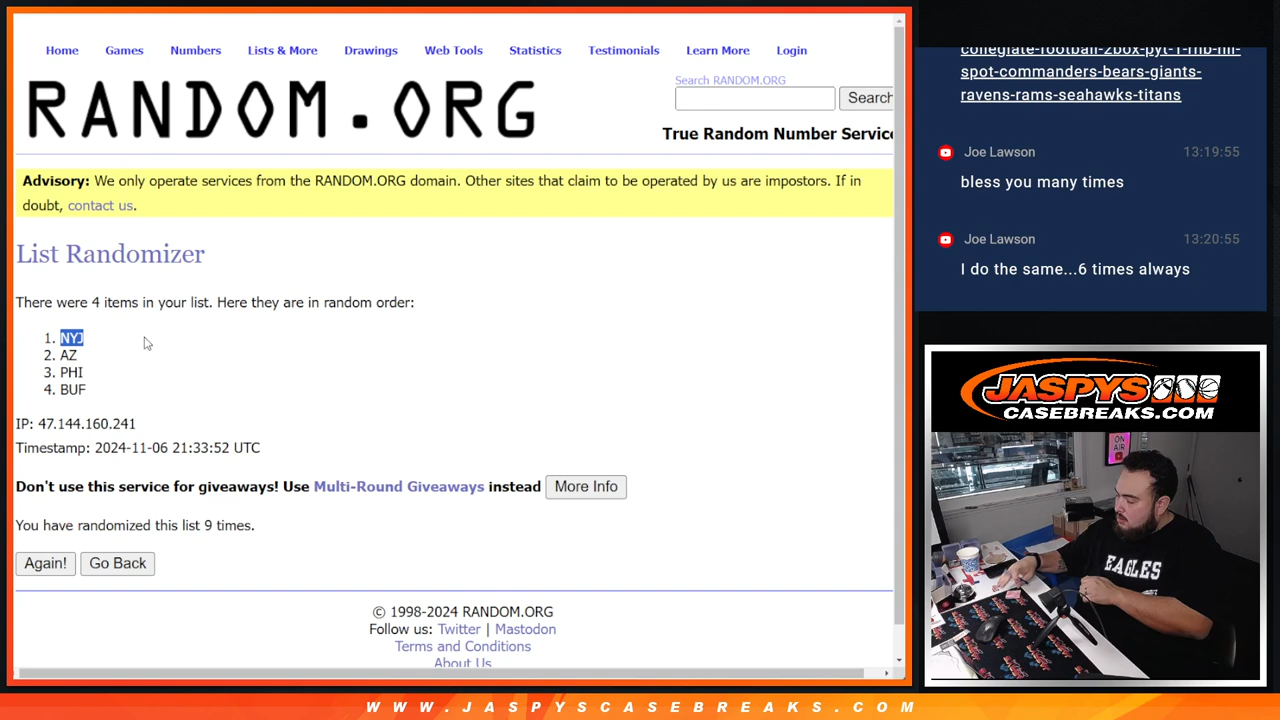 Home Games Numbers Lists & More Drawings Web Tools Statistics Testimonials Learn More Login
RANDOM.ORG
Search RANDOM.ORG
Search
True Random Number Service
Advisory: We only operate services from the RANDOM.ORG domain. Other sites that claim to be operated by us are impostors. If in
doubt, contact us.
List Randomizer
There were 4 items in your list. Here they are in random order:
1. NYJ
2. AZ
3. PHI
4. BUF
IP: 47.144.160.241
Timestamp: 2024-11-06 21:33:52 UTC
Don't use this service for giveaways! Use Multi-Round Giveaways instead More Info
You have randomized this list 9 times.
Again! Go Back
© 1998-2024 RANDOM.ORG
Follow us: Twitter | Mastodon
Terms and Conditions
About Us
collegiate-football-2box-pyt-1-rnb-nfl-
spot-commanders-bears-giants-
ravens-rams-seahawks-titans
Joe Lawson 13:19:55
bless you many times
Joe Lawson 13:20:55
I do the same...6 times always
JASPYS
CASEBREAKS.COM
ON
AIR
EAGLES
WWW.JASPYSCASEBREAKS.COM